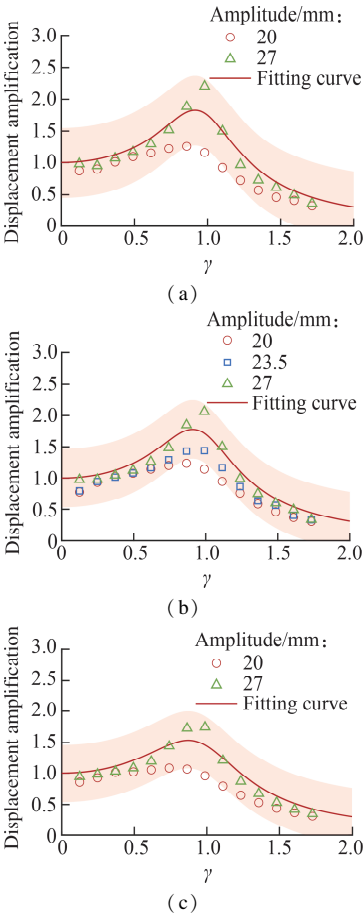 Amplitude/mm:
20
27
Fitting curve
Displacement amplification
3.0
2.5
2.0
1.5
1.0
0.5
0
0 0.5 1.0 1.5 2.0
γ
(a)
Amplitude/mm:
20
23.5
27
Fitting curve
Displacement amplification
3.0
2.5
2.0
1.5
1.0
0.5
0
0 0.5 1.0 1.5 2.0
γ
(b)
Amplitude/mm:
20
27
Fitting curve
Displacement amplification
3.0
2.5
2.0
1.5
1.0
0.5
0
0 0.5 1.0 1.5 2.0
γ
(c)